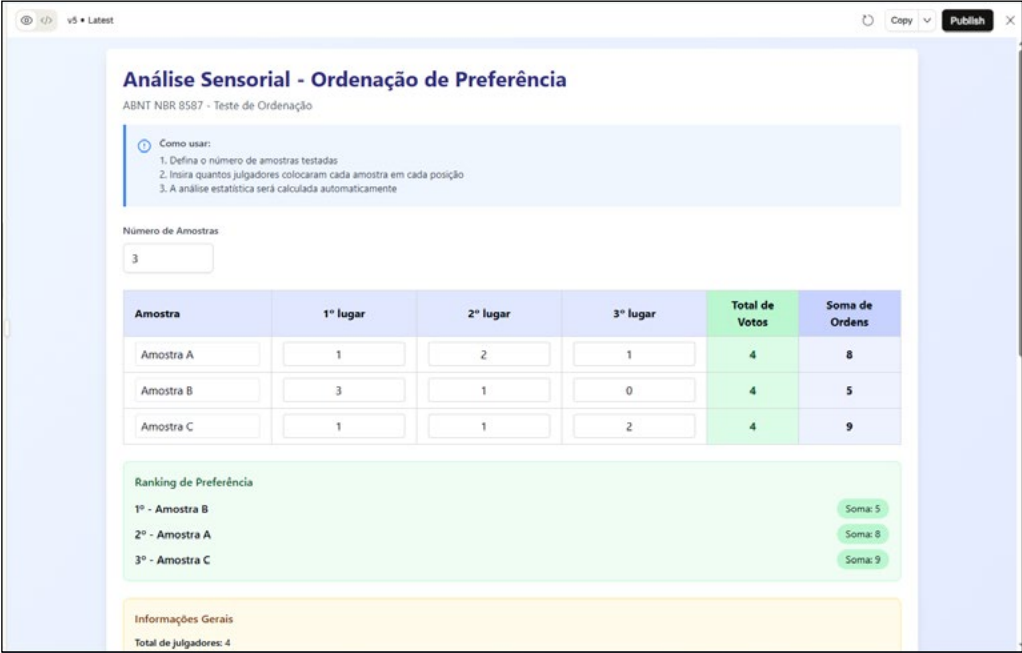 v5 • Latest
Copy
Publish
Análise Sensorial - Ordenação de Preferência
ABNT NBR 8587 - Teste de Ordenação
Como usar:
1. Defina o número de amostras testadas
2. Insira quantos julgadores colocaram cada amostra em cada posição
3. A análise estatística será calculada automaticamente
Número de Amostras
3
Amostra 1º lugar 2º lugar 3º lugar Total de Votos Soma de Ordens
Amostra A 1 2 1 4 8
Amostra B 3 1 0 4 5
Amostra C 1 1 2 4 9
Ranking de Preferência
1º - Amostra B Soma: 5
2º - Amostra A Soma: 8
3º - Amostra C Soma: 9
Informações Gerais
Total de julgadores: 4